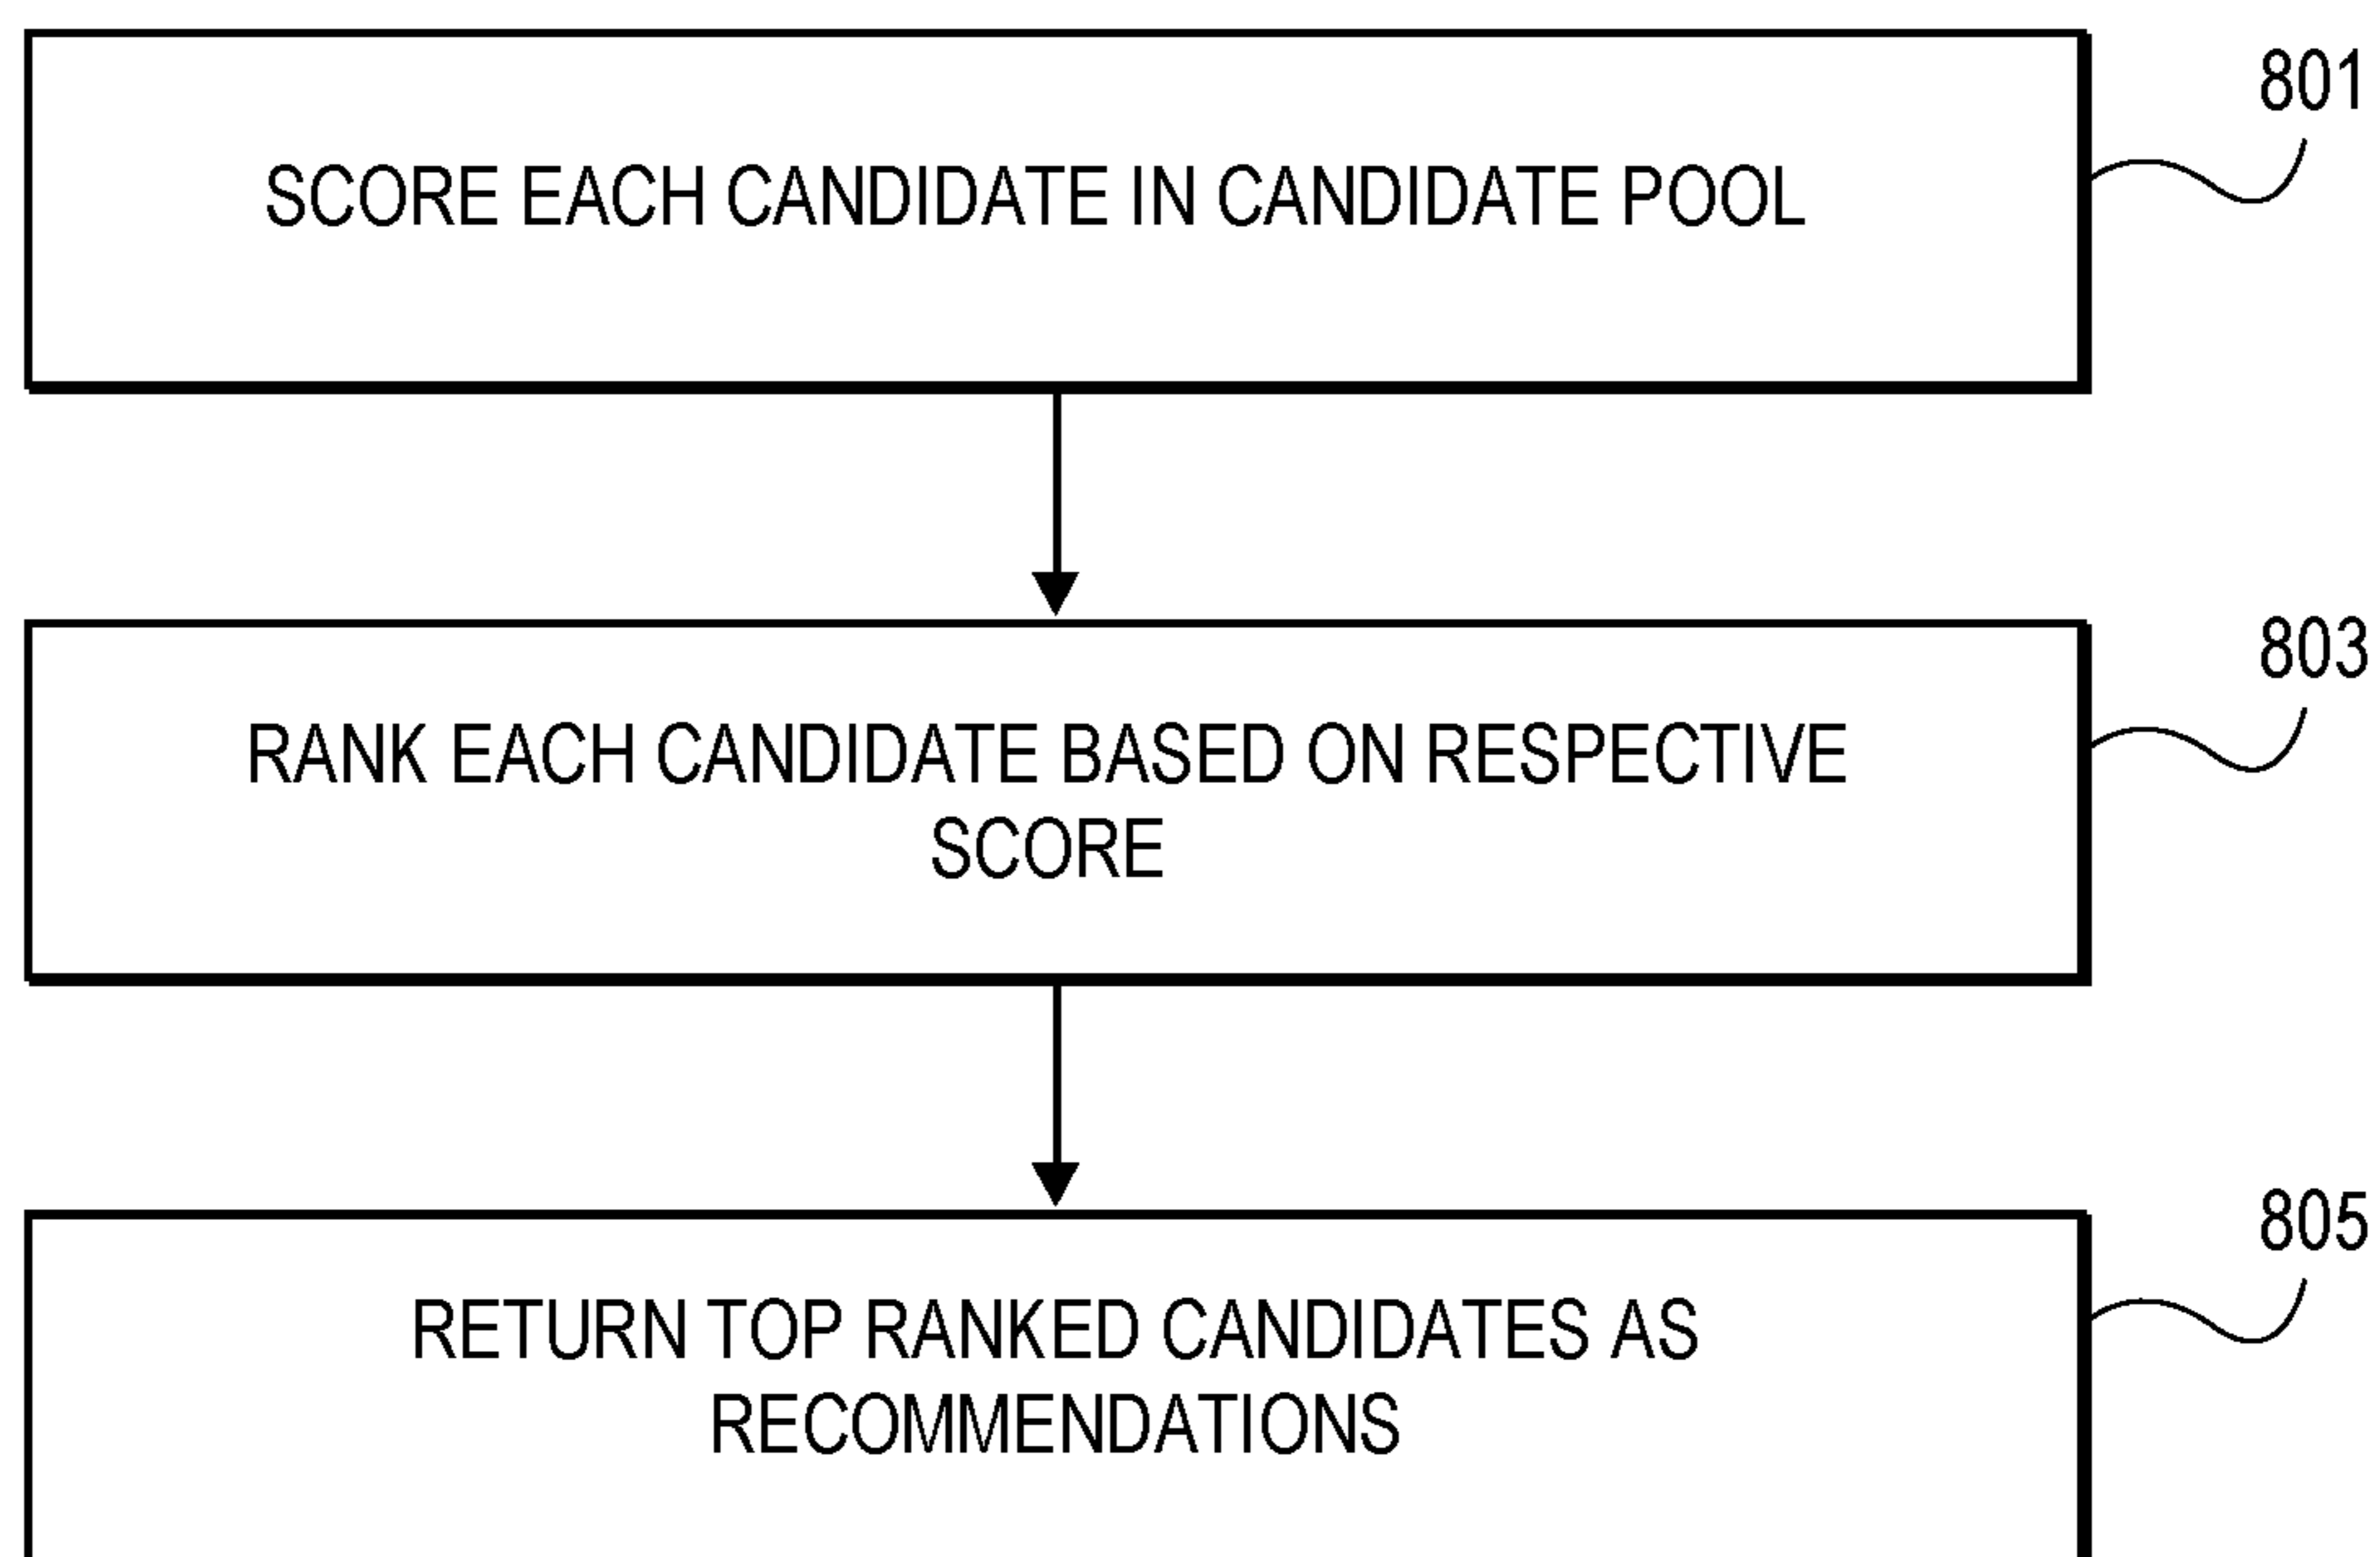 801
SCORE EACH CANDIDATE IN CANDIDATE POOL
803
RANK EACH CANDIDATE BASED ON RESPECTIVE
SCORE
805
RETURN TOP RANKED CANDIDATES AS
RECOMMENDATIONS